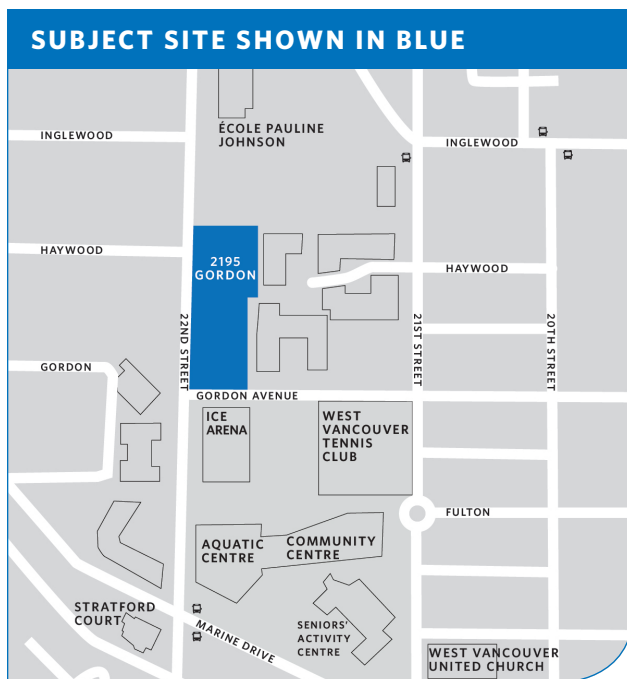 SUBJECT SITE SHOWN IN BLUE
ÉCOLE PAULINE
JOHNSON
INGLEWOOD
INGLEWOOD
HAYWOOD
2195
GORDON
HAYWOOD
22ND STREET
21ST STREET
20TH STREET
GORDON
GORDON AVENUE
ICE
ARENA
WEST
VANCOUVER
TENNIS
CLUB
FULTON
AQUATIC
CENTRE
COMMUNITY
CENTRE
STRATFORD
COURT
MARINE DRIVE
SENIORS'
ACTIVITY
CENTRE
WEST VANCOUVER
UNITED CHURCH